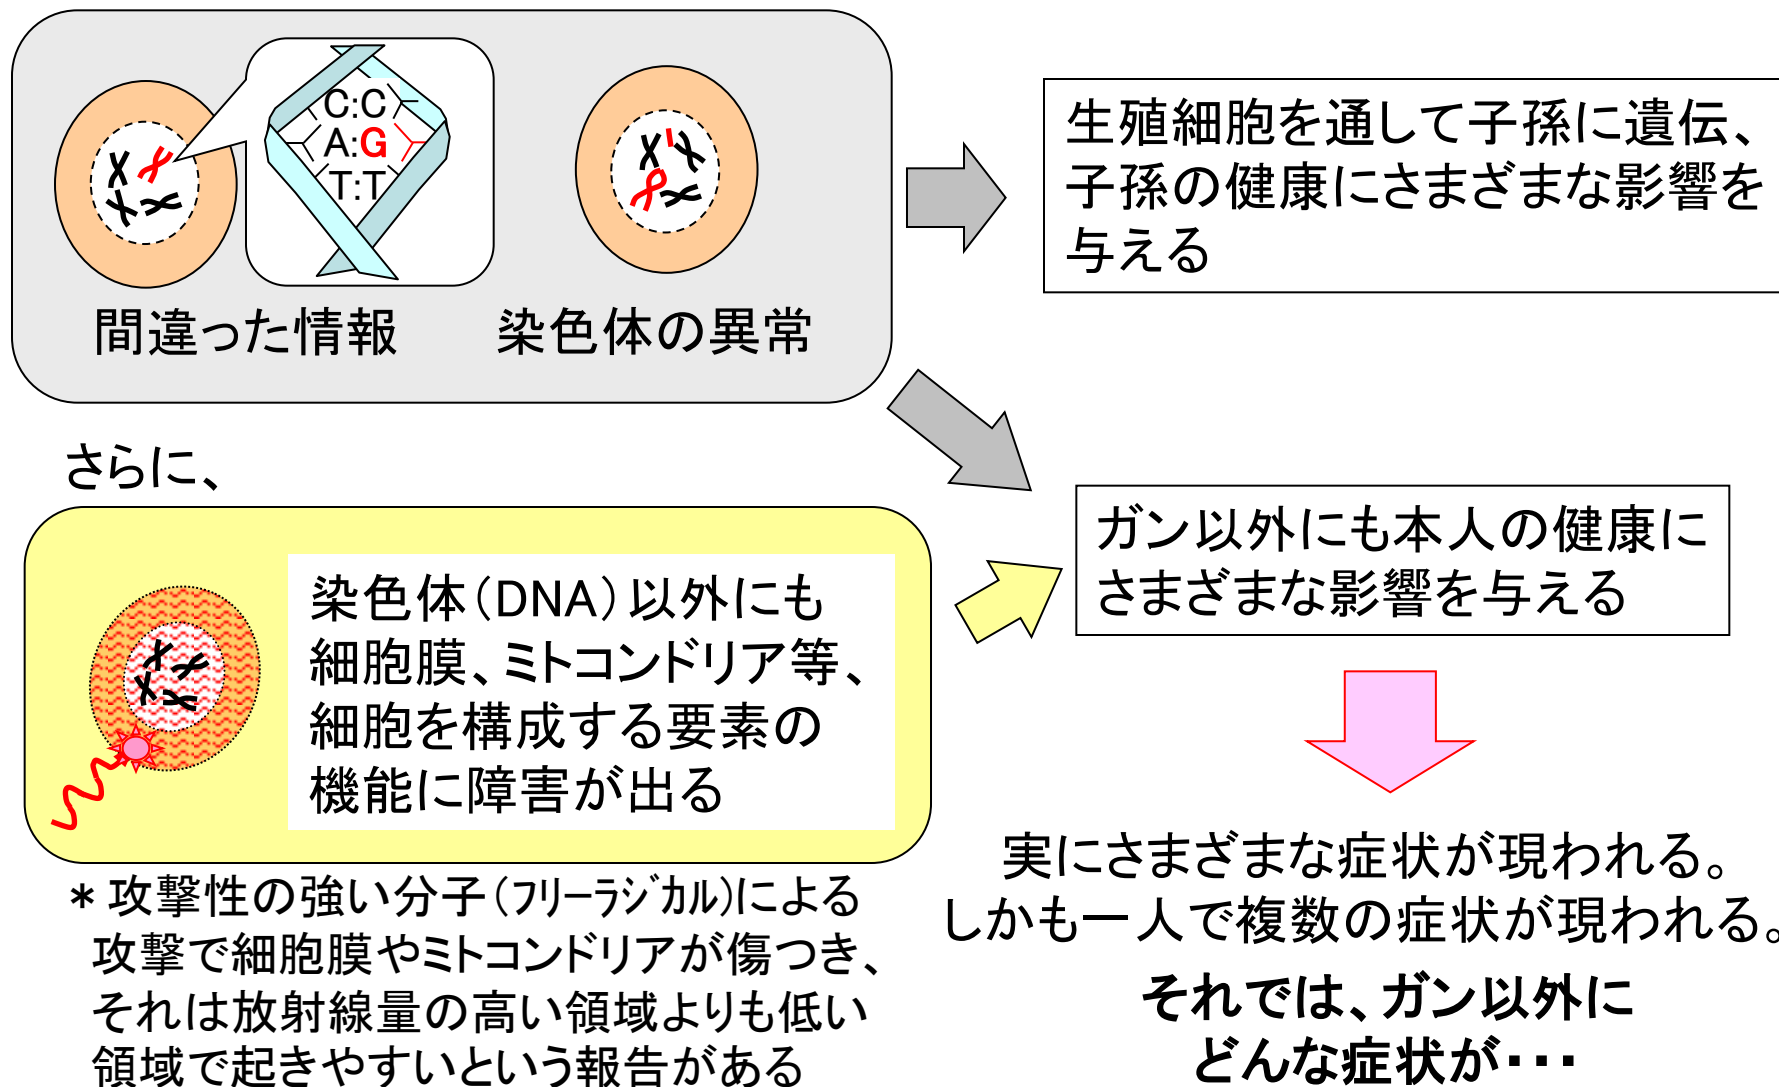 C:C
A:G
T:T
間違った情報
染色体の異常
生殖細胞を通して子孫に遺伝、
子孫の健康にさまざまな影響を
与える
さらに、
染色体（DNA）以外にも
細胞膜、ミトコンドリア等、
細胞を構成する要素の
機能に障害が出る
ガン以外にも本人の健康に
さまざまな影響を与える
＊攻撃性の強い分子（ﾌﾘｰﾗｼﾞｶﾙ)による
攻撃で細胞膜やミトコンドリアが傷つき、
それは放射線量の高い領域よりも低い
領域で起きやすいという報告がある
実にさまざまな症状が現われる。
しかも一人で複数の症状が現われる。
それでは、ガン以外に
どんな症状が・・・